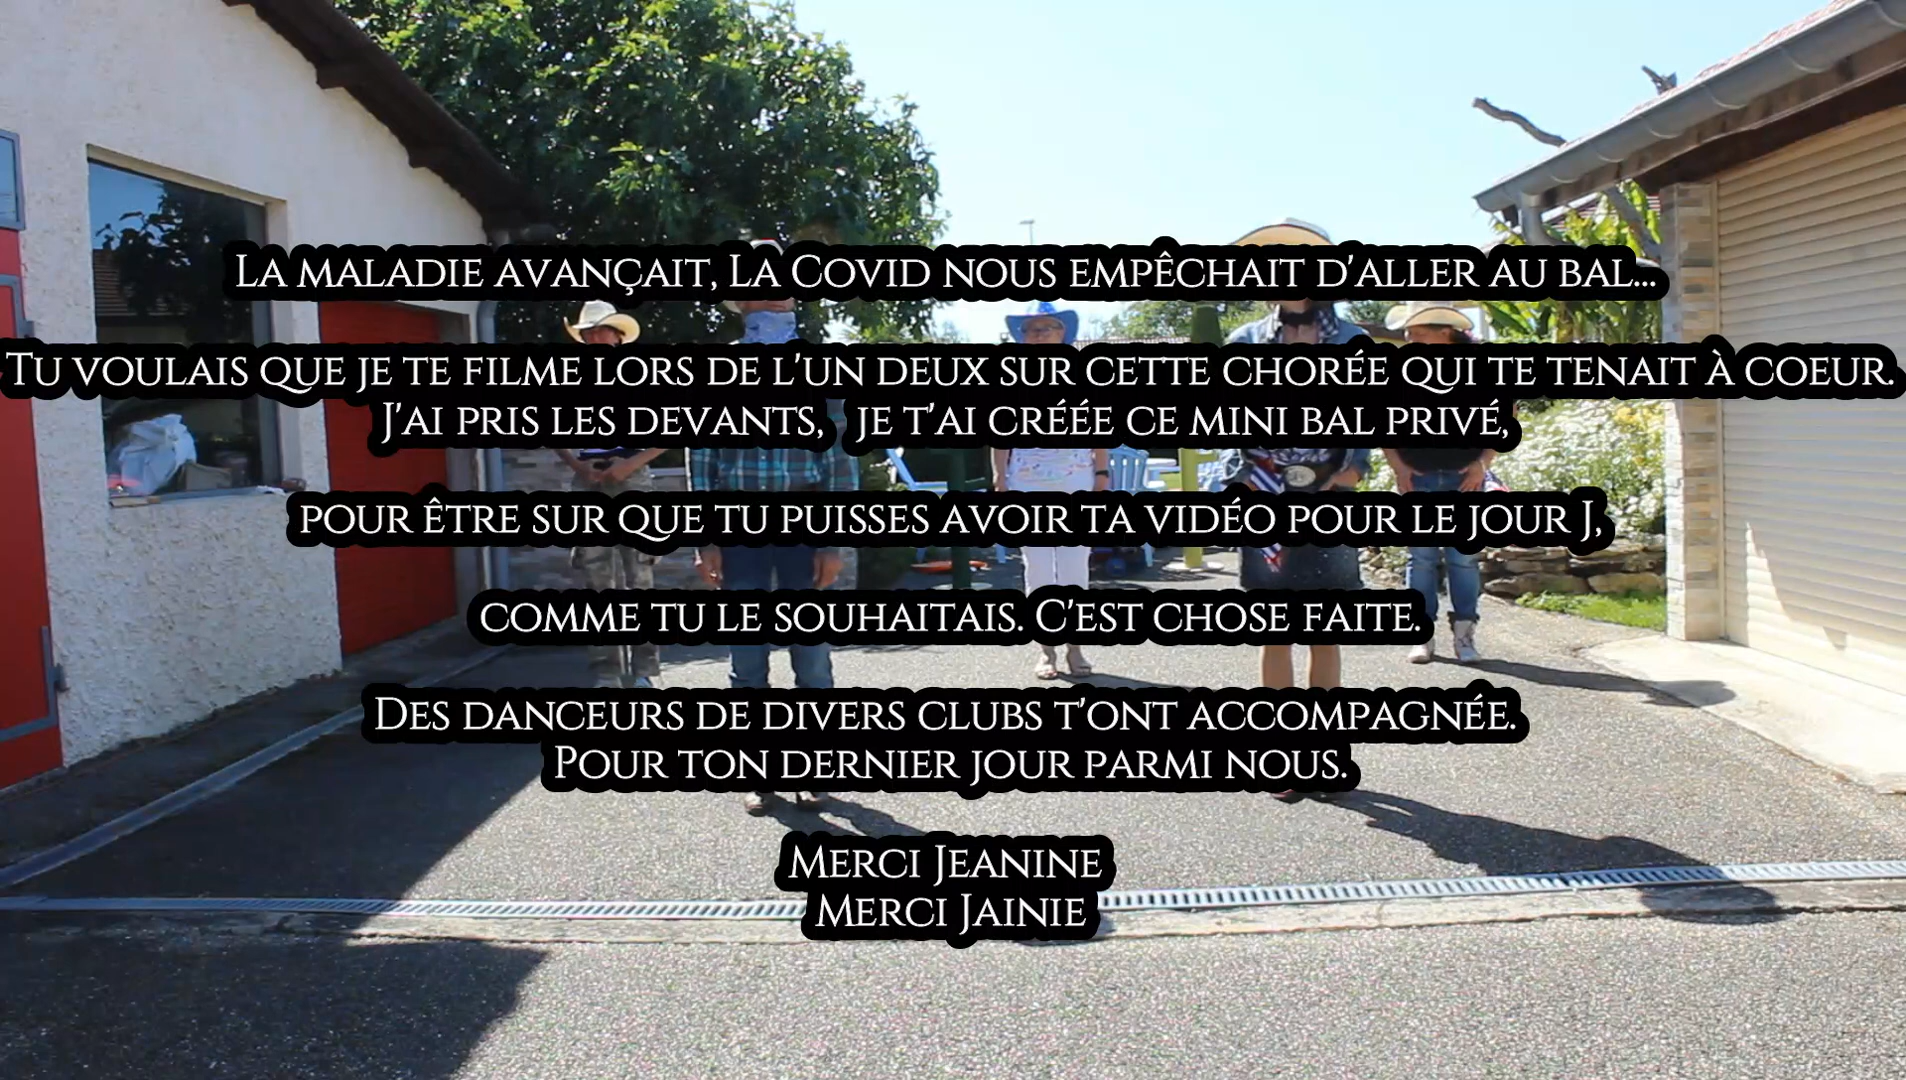 La maladie avançait, La Covid nous empêchait d'aller au bal...
Tu voulais que je te filme lors de l'un deux sur cette chorée qui te tenait à coeur.
J'ai pris les devants, je t'ai créée ce mini bal privé,
pour être sur que tu puisses avoir ta vidéo pour le jour J,
comme tu le souhaitais. C'est chose faite.
Des danceurs de divers clubs t'ont accompagnée.
Pour ton dernier jour parmi nous.
Merci Jeanine
Merci Jainie